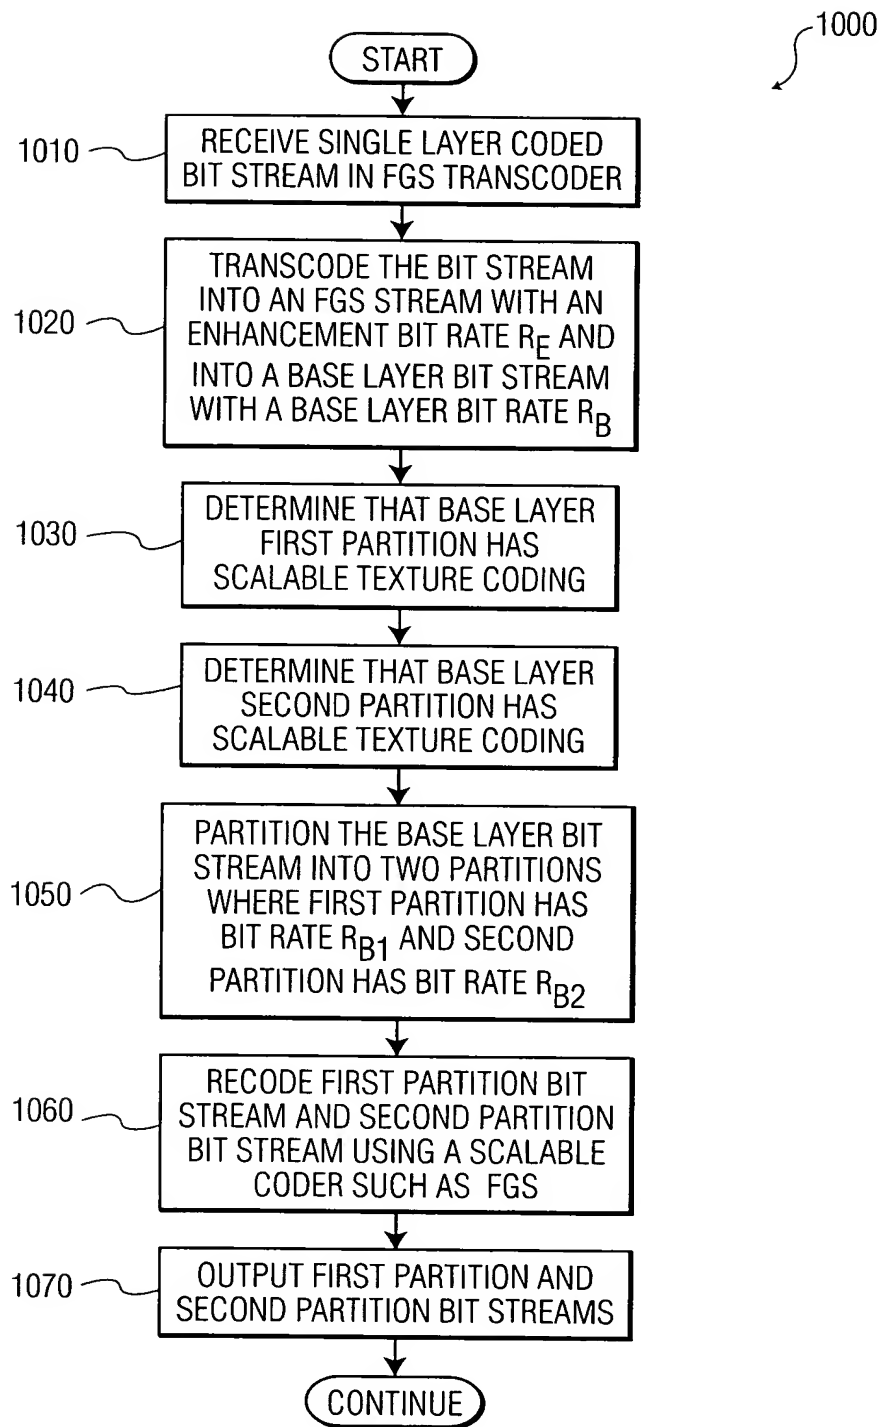 1000
START
1010
RECEIVE SINGLE LAYER CODED
BIT STREAM IN FGS TRANSCODER
1020
TRANSCODE THE BIT STREAM
INTO AN FGS STREAM WITH AN
ENHANCEMENT BIT RATE RE AND
INTO A BASE LAYER BIT STREAM
WITH A BASE LAYER BIT RATE RB
1030
DETERMINE THAT BASE LAYER
FIRST PARTITION HAS
SCALABLE TEXTURE CODING
1040
DETERMINE THAT BASE LAYER
SECOND PARTITION HAS
SCALABLE TEXTURE CODING
1050
PARTITION THE BASE LAYER BIT
STREAM INTO TWO PARTITIONS
WHERE FIRST PARTITION HAS
BIT RATE RB1 AND SECOND
PARTITION HAS BIT RATE RB2
1060
RECODE FIRST PARTITION BIT
STREAM AND SECOND PARTITION
BIT STREAM USING A SCALABLE
CODER SUCH AS FGS
1070
OUTPUT FIRST PARTITION AND
SECOND PARTITION BIT STREAMS
CONTINUE